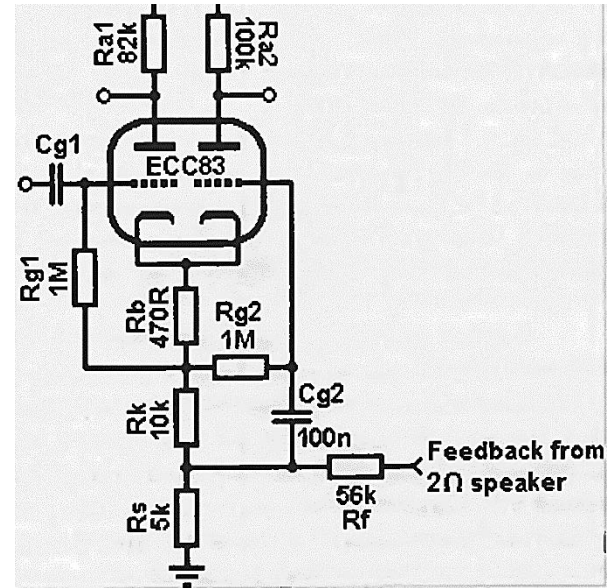 Ra1
82k
Ra2
100k
Cg1
ECC83
Rg1
1M
Rb
470R
Rg2
1M
Cg2
100n
Rk
10k
Feedback from
2Ω speaker
56k
Rf
Rs
5k